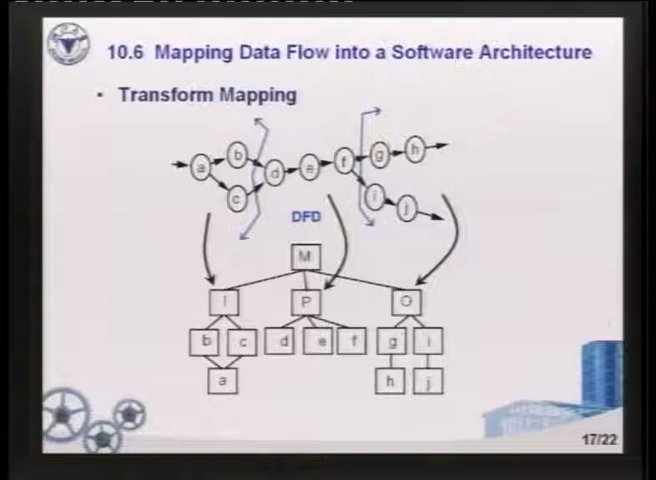 10.6 Mapping Data Flow into a Software Architecture
• Transform Mapping
a b c d e f g h i j
DFD
M
I P O
b c d e f g i
a h j
17/22